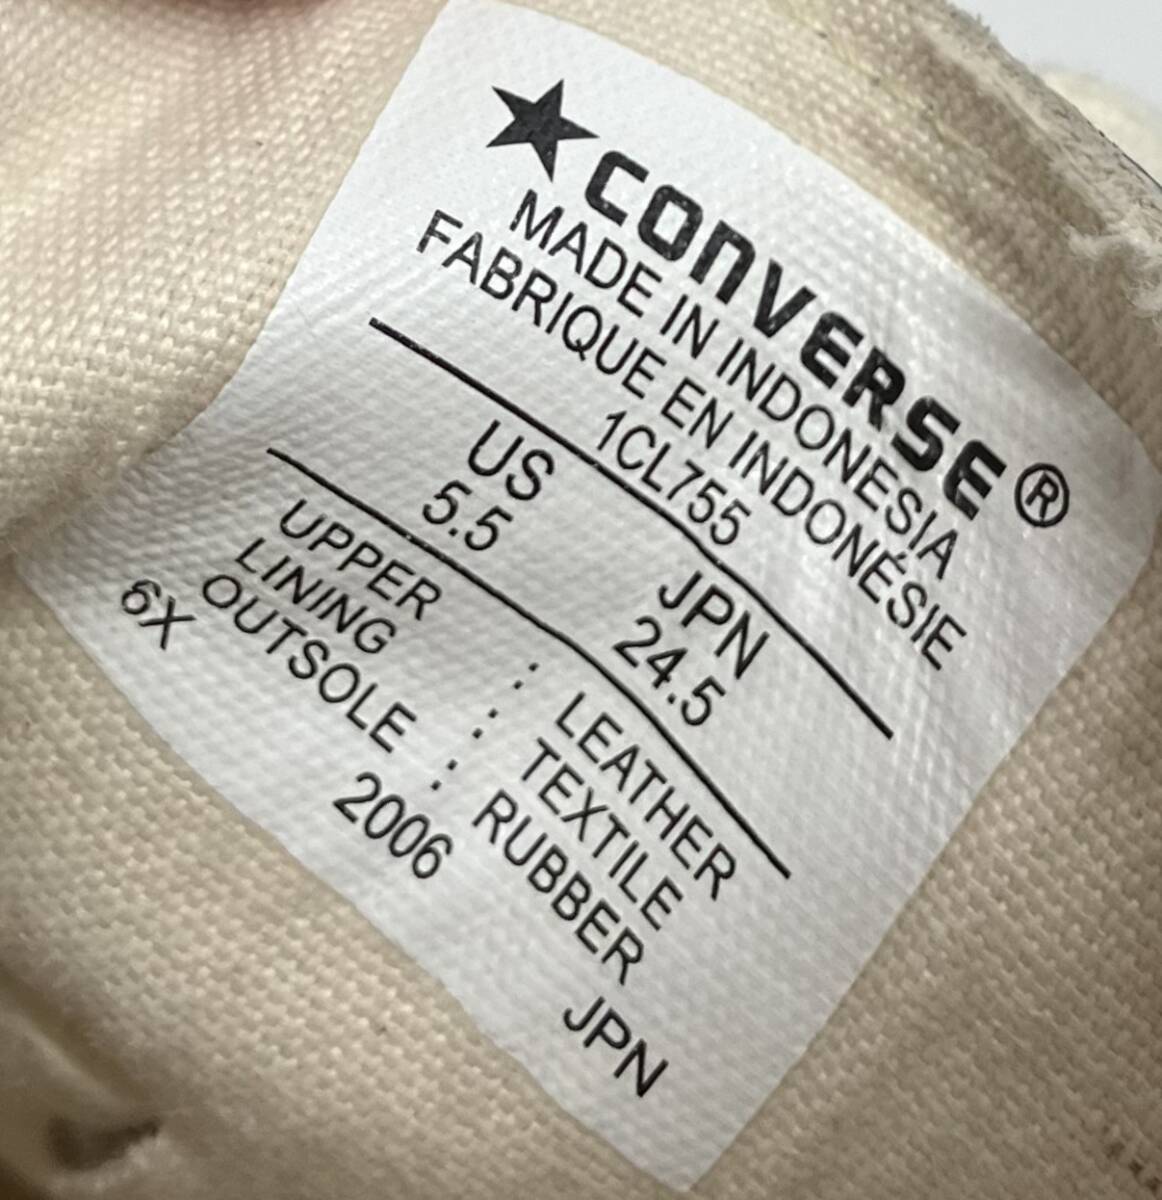 ★ CONVERSE®
MADE IN INDONESIA
FABRIQUE EN INDONÉSIE
1CL755
US JPN
5.5 24.5
UPPER : LEATHER
LINING : TEXTILE
OUTSOLE : RUBBER
6X 2006 JPN